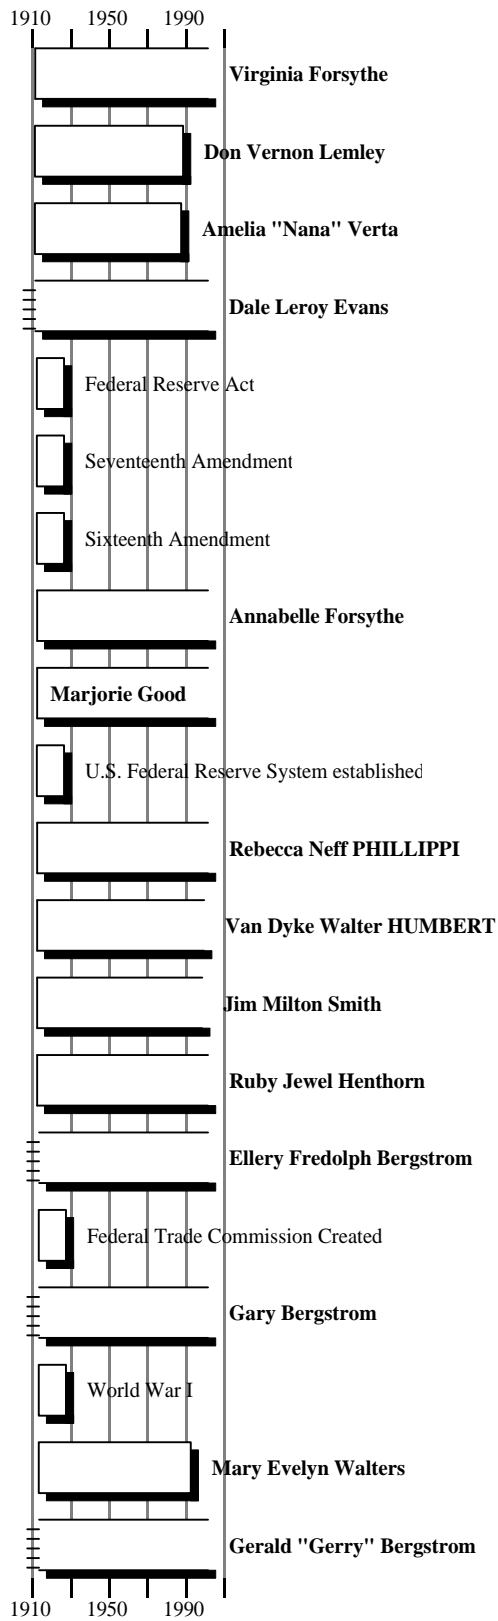 1910 1950 1990
Virginia Forsythe
Don Vernon Lemley
Amelia "Nana" Verta
Dale Leroy Evans
Federal Reserve Act
Seventeenth Amendment
Sixteenth Amendment
Annabelle Forsythe
Marjorie Good
U.S. Federal Reserve System established
Rebecca Neff PHILLIPPI
Van Dyke Walter HUMBERT
Jim Milton Smith
Ruby Jewel Henthorn
Ellery Fredolph Bergstrom
Federal Trade Commission Created
Gary Bergstrom
World War I
Mary Evelyn Walters
Gerald "Gerry" Bergstrom
1910 1950 1990